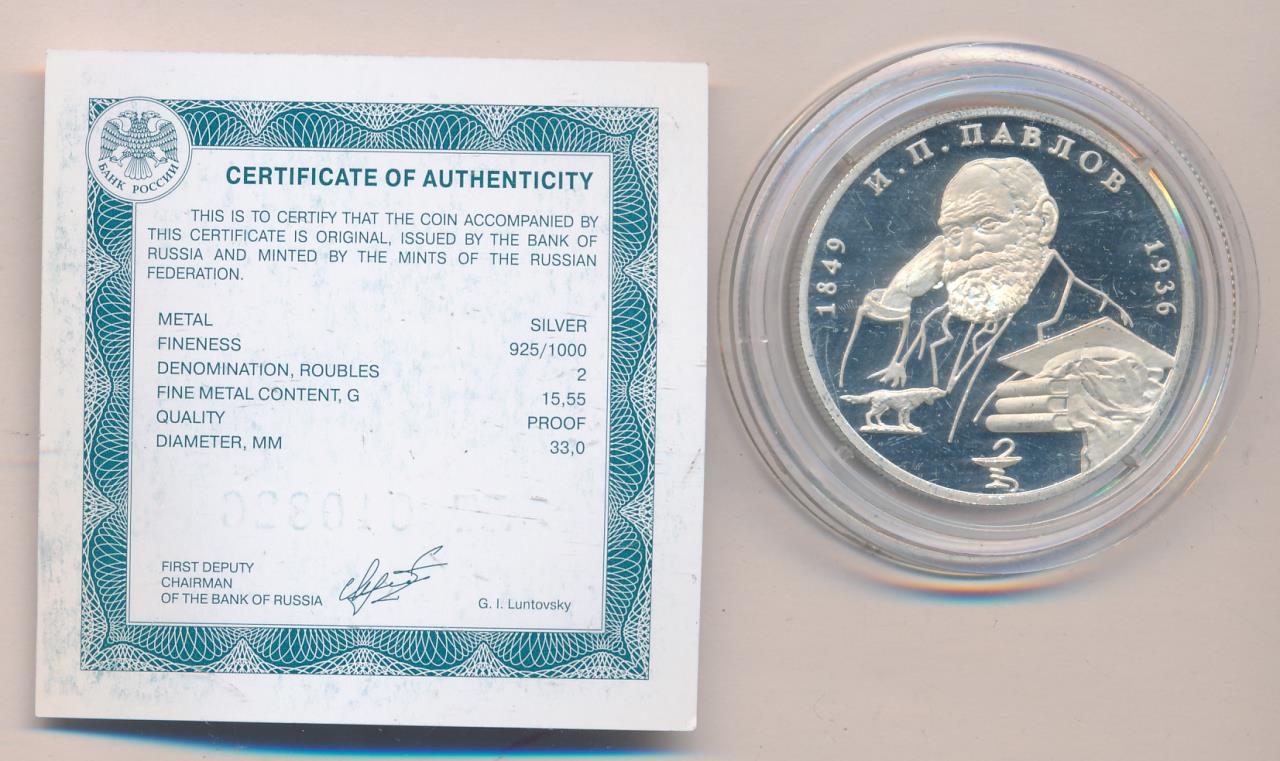 БАНК РОССИИ
CERTIFICATE OF AUTHENTICITY
THIS IS TO CERTIFY THAT THE COIN ACCOMPANIED BY
THIS CERTIFICATE IS ORIGINAL, ISSUED BY THE BANK OF
RUSSIA AND MINTED BY THE MINTS OF THE RUSSIAN
FEDERATION.
METAL SILVER
FINENESS 925/1000
DENOMINATION, ROUBLES 2
FINE METAL CONTENT, G 15,55
QUALITY PROOF
DIAMETER, MM 33,0
FIRST DEPUTY
CHAIRMAN
OF THE BANK OF RUSSIA
G. I. Luntovsky
И. П. ПАВЛОВ
1849
1936